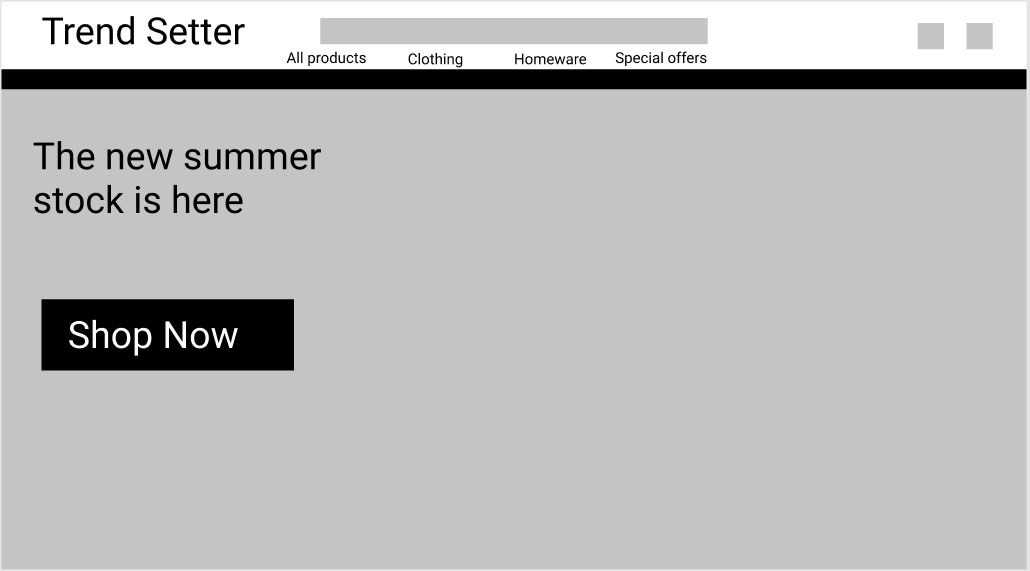 Trend Setter
All products Clothing Homeware Special offers
The new summer
stock is here
Shop Now